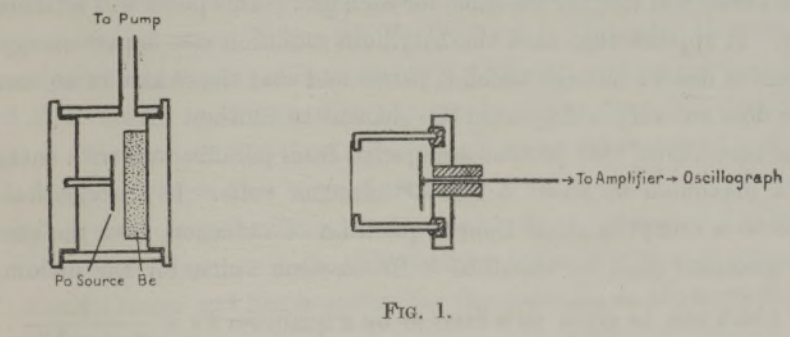 To Pump
→ To Amplifier → Oscillograph
Po Source Be
FIG. 1.